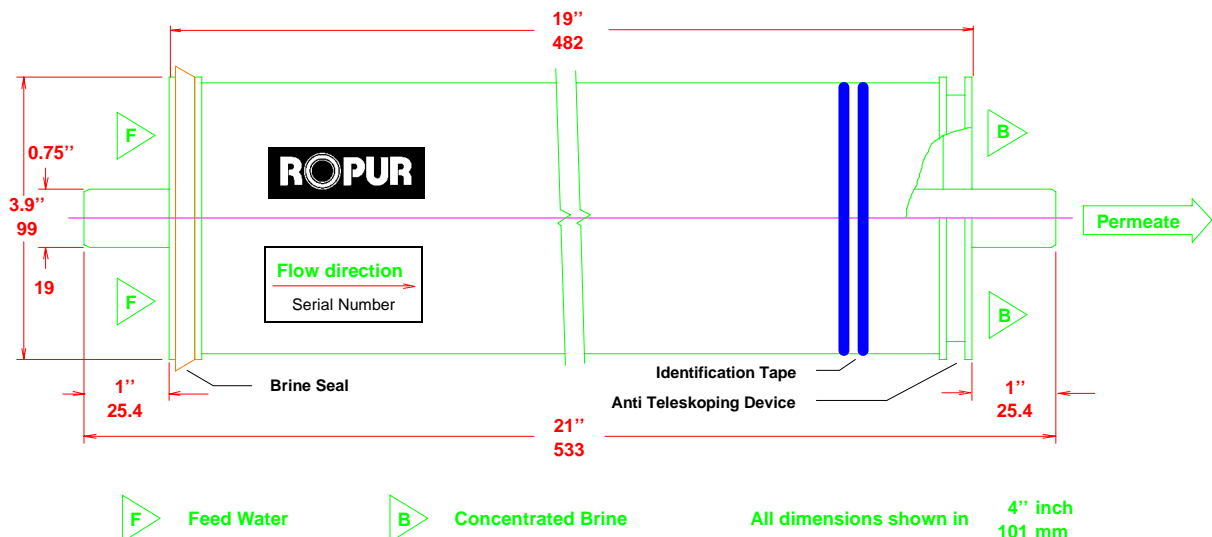 19’’
482
F
B
0.75’’
ROPUR
3.9’’
99
Permeate
Flow direction
19
F
Serial Number
B
Identification Tape
1’’
25.4
Brine Seal
Anti Teleskoping Device
1’’
25.4
21’’
533
F Feed Water
B Concentrated Brine
All dimensions shown in
4’’ inch
101 mm